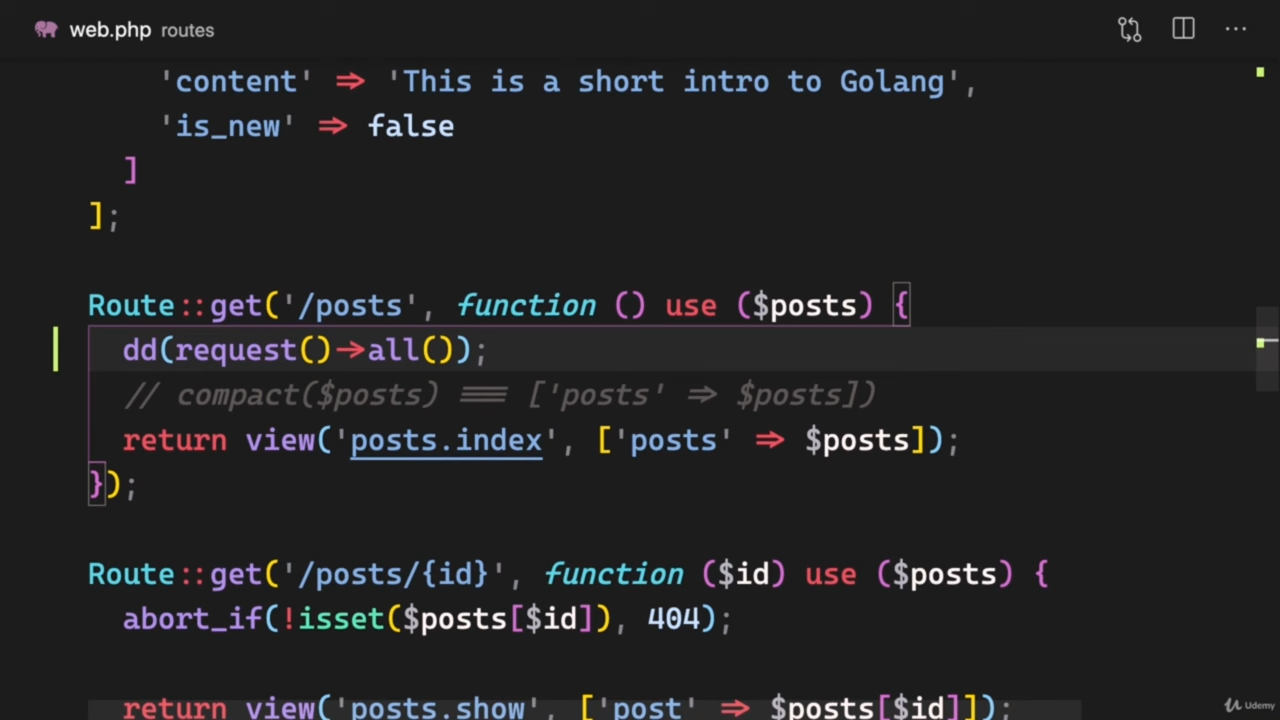 web.php routes
'content' => 'This is a short intro to Golang',
'is_new' => false
]
];
Route::get('/posts', function () use ($posts) {
dd(request()->all());
// compact($posts) === ['posts' => $posts])
return view('posts.index', ['posts' => $posts]);
});
Route::get('/posts/{id}', function ($id) use ($posts) {
abort_if(!isset($posts[$id]), 404);
return view('posts.show', ['post' => $posts[$id]]);
Udemy